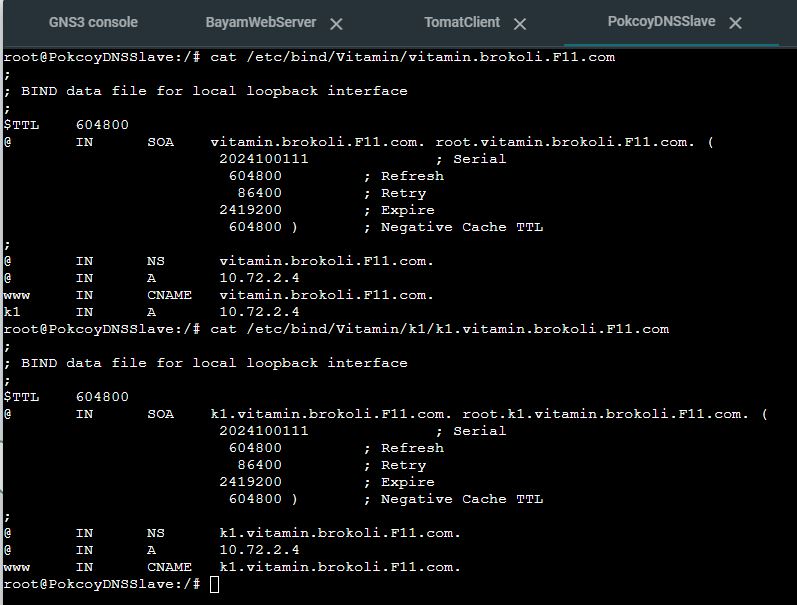 GNS3 console BayamWebServer TomatClient PokcoyDNSSlave
root@PokcoyDNSSlave:/# cat /etc/bind/Vitamin/vitamin.brokoli.F11.com
;
; BIND data file for local loopback interface
;
$TTL 604800
@ IN SOA vitamin.brokoli.F11.com. root.vitamin.brokoli.F11.com. (
2024100111 ; Serial
604800 ; Refresh
86400 ; Retry
2419200 ; Expire
604800 ) ; Negative Cache TTL
;
@ IN NS vitamin.brokoli.F11.com.
@ IN A 10.72.2.4
www IN CNAME vitamin.brokoli.F11.com.
k1 IN A 10.72.2.4
root@PokcoyDNSSlave:/# cat /etc/bind/Vitamin/k1/k1.vitamin.brokoli.F11.com
;
; BIND data file for local loopback interface
;
$TTL 604800
@ IN SOA k1.vitamin.brokoli.F11.com. root.k1.vitamin.brokoli.F11.com. (
2024100111 ; Serial
604800 ; Refresh
86400 ; Retry
2419200 ; Expire
604800 ) ; Negative Cache TTL
;
@ IN NS k1.vitamin.brokoli.F11.com.
@ IN A 10.72.2.4
www IN CNAME k1.vitamin.brokoli.F11.com.
root@PokcoyDNSSlave:/#